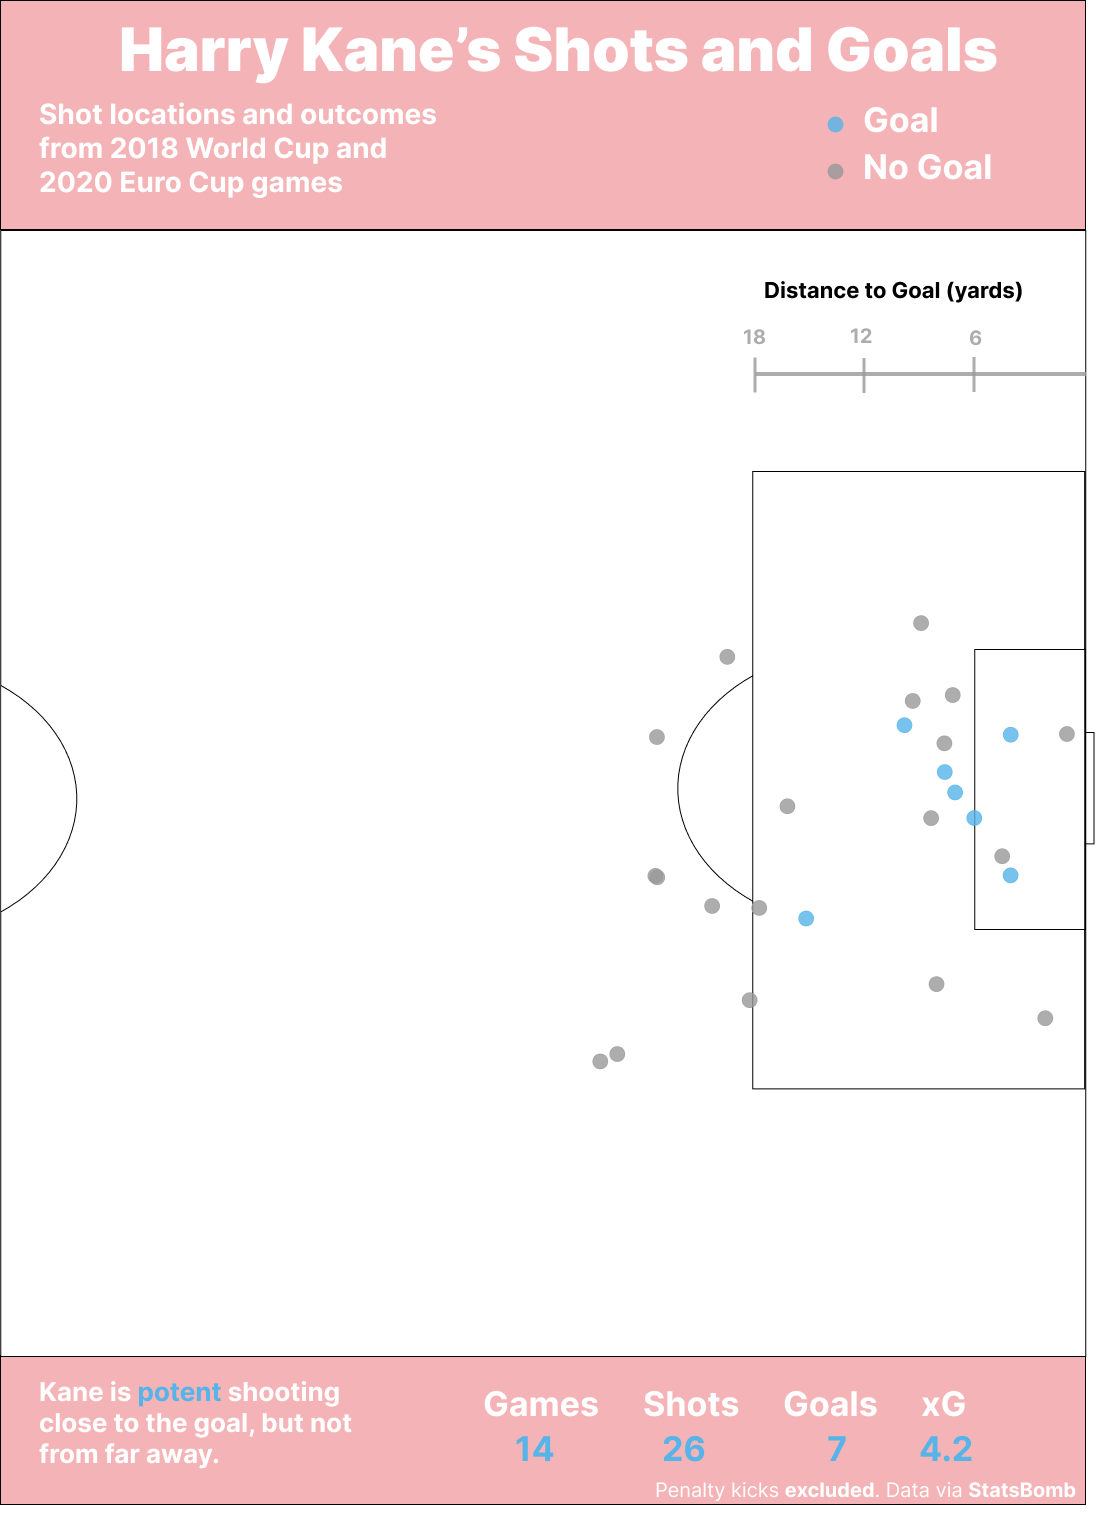 Harry Kane’s Shots and Goals
Shot locations and outcomes
from 2018 World Cup and
2020 Euro Cup games
Goal
No Goal
Distance to Goal (yards)
18 12 6
Kane is potent shooting
close to the goal, but not
from far away.
Games Shots Goals xG
14 26 7 4.2
Penalty kicks excluded. Data via StatsBomb